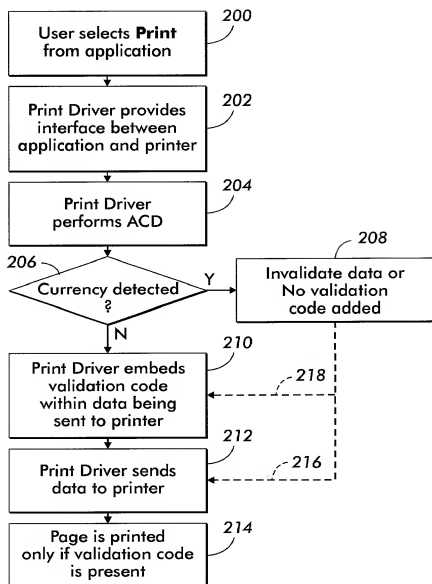 200
User selects Print
from application
202
Print Driver provides
interface between
application and printer
204
Print Driver
performs ACD
206
Currency detected
?
Y
N
208
Invalidate data or
No validation
code added
210
Print Driver embeds
validation code
within data being
sent to printer
218
212
Print Driver sends
data to printer
216
214
Page is printed
only if validation code
is present